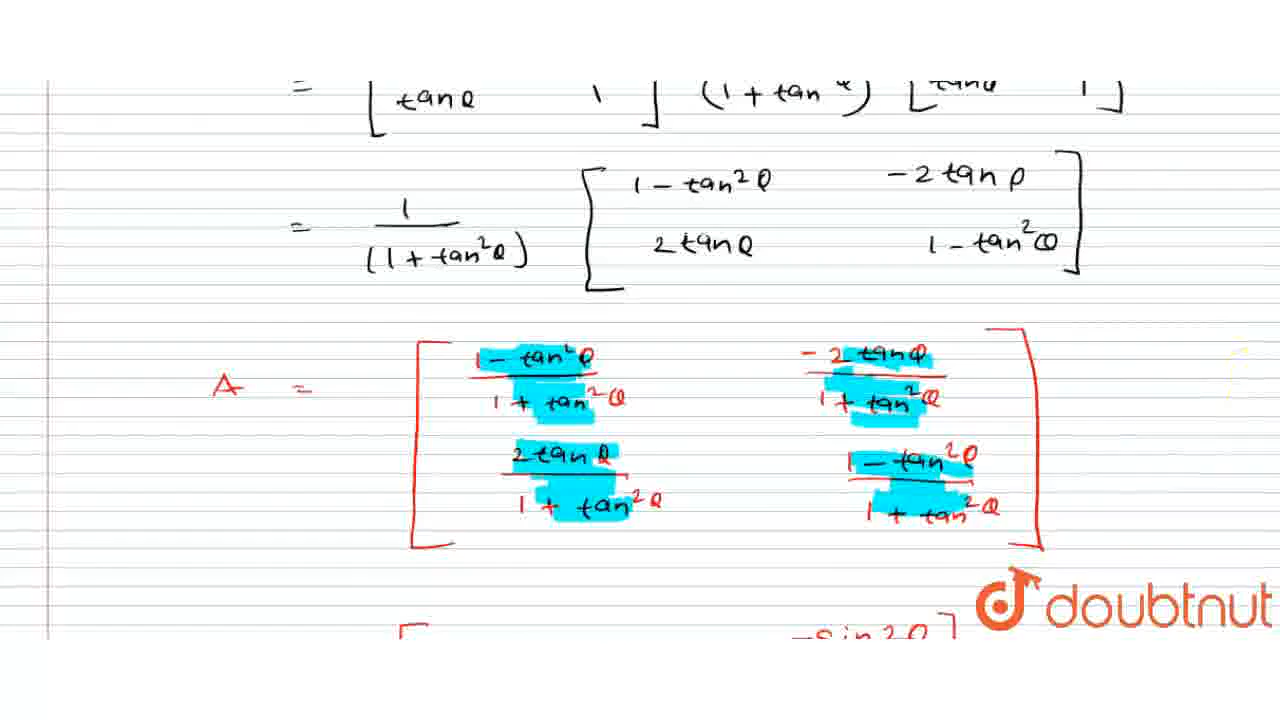 = [ tanθ 1 ] (1 + tan²θ) [ tanθ 1 ]
= 1 / (1 + tan²θ) [ 1 - tan²θ -2 tanθ
2 tanθ 1 - tan²θ ]
A = [ (1 - tan²θ) / (1 + tan²θ) (-2 tanθ) / (1 + tan²θ)
(2 tanθ) / (1 + tan²θ) (1 - tan²θ) / (1 + tan²θ) ]
[ -sin2θ ]
doubtnut